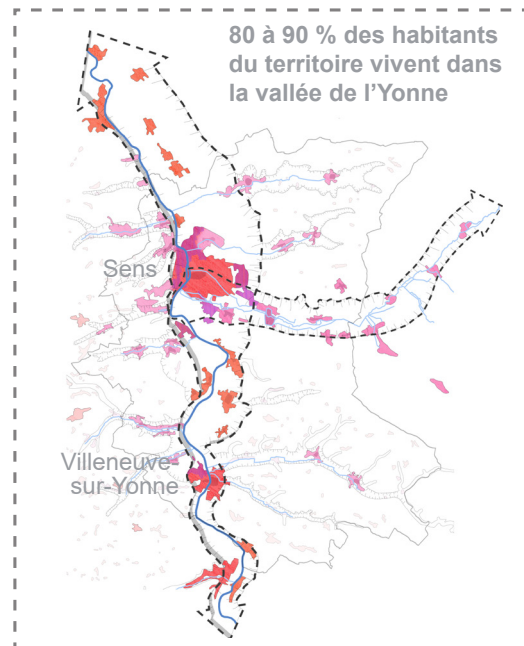 80 à 90 % des habitants
du territoire vivent dans
la vallée de l’Yonne
Sens
Villeneuve-
sur-Yonne